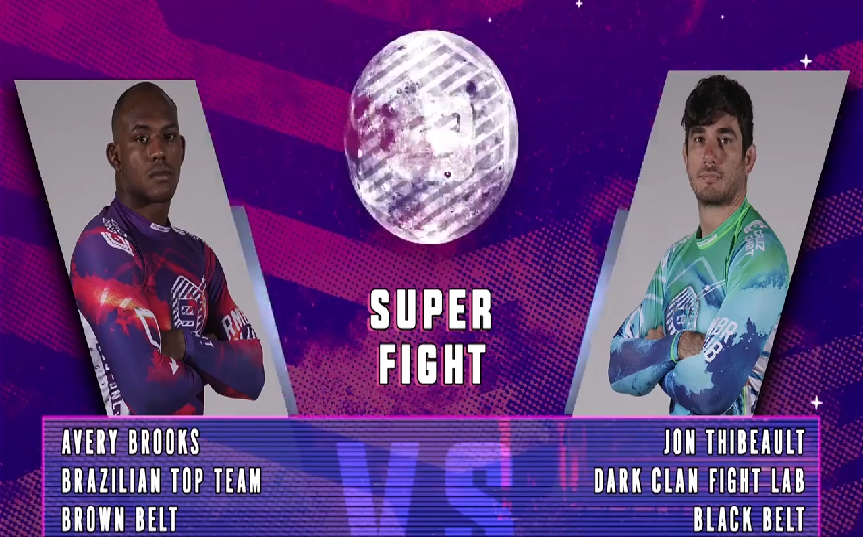 SUPER
FIGHT
AVERY BROOKS
BRAZILIAN TOP TEAM
BROWN BELT
VS
JON THIBEAULT
DARK CLAN FIGHT LAB
BLACK BELT